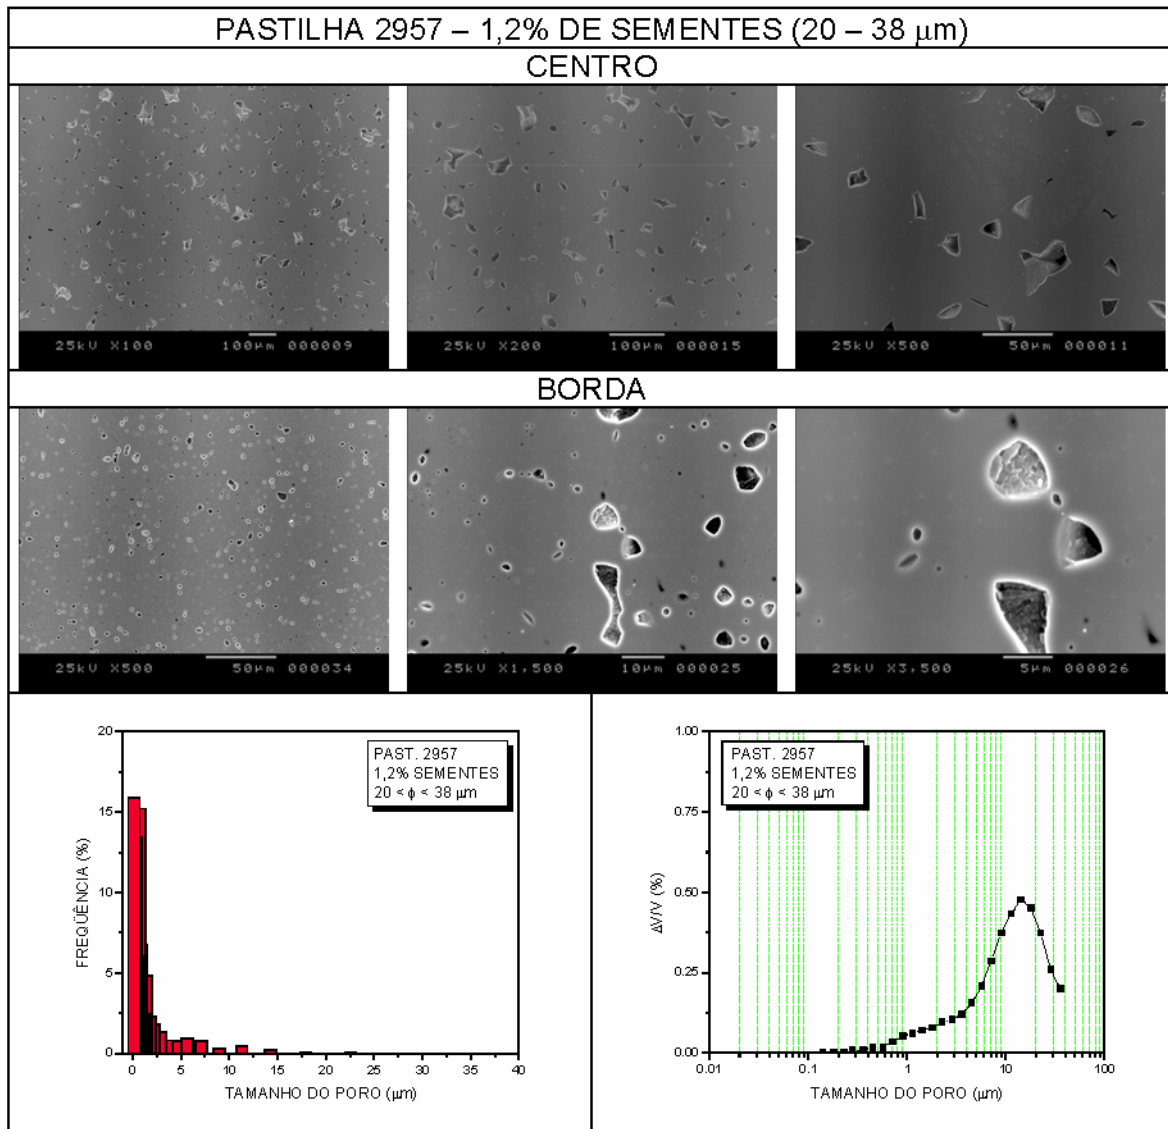 PASTILHA 2957 – 1,2% DE SEMENTES (20 – 38 μm)
CENTRO
25kV X100 100μm 000009
25kV X200 100μm 000015
25kV X500 50μm 000011
BORDA
25kV X500 50μm 000034
25kV X1,500 10μm 000025
25kV X3,500 5μm 000026
20
15
10
5
0
FREQÜÊNCIA (%)
PAST. 2957
1,2% SEMENTES
20 < ϕ < 38 μm
0 5 10 15 20 25 30 35 40
TAMANHO DO PORO (μm)
1.00
0.75
0.50
0.25
0.00
ΔV/V (%)
PAST. 2957
1,2% SEMENTES
20 < ϕ < 38 μm
0.01 0.1 1 10 100
TAMANHO DO PORO (μm)